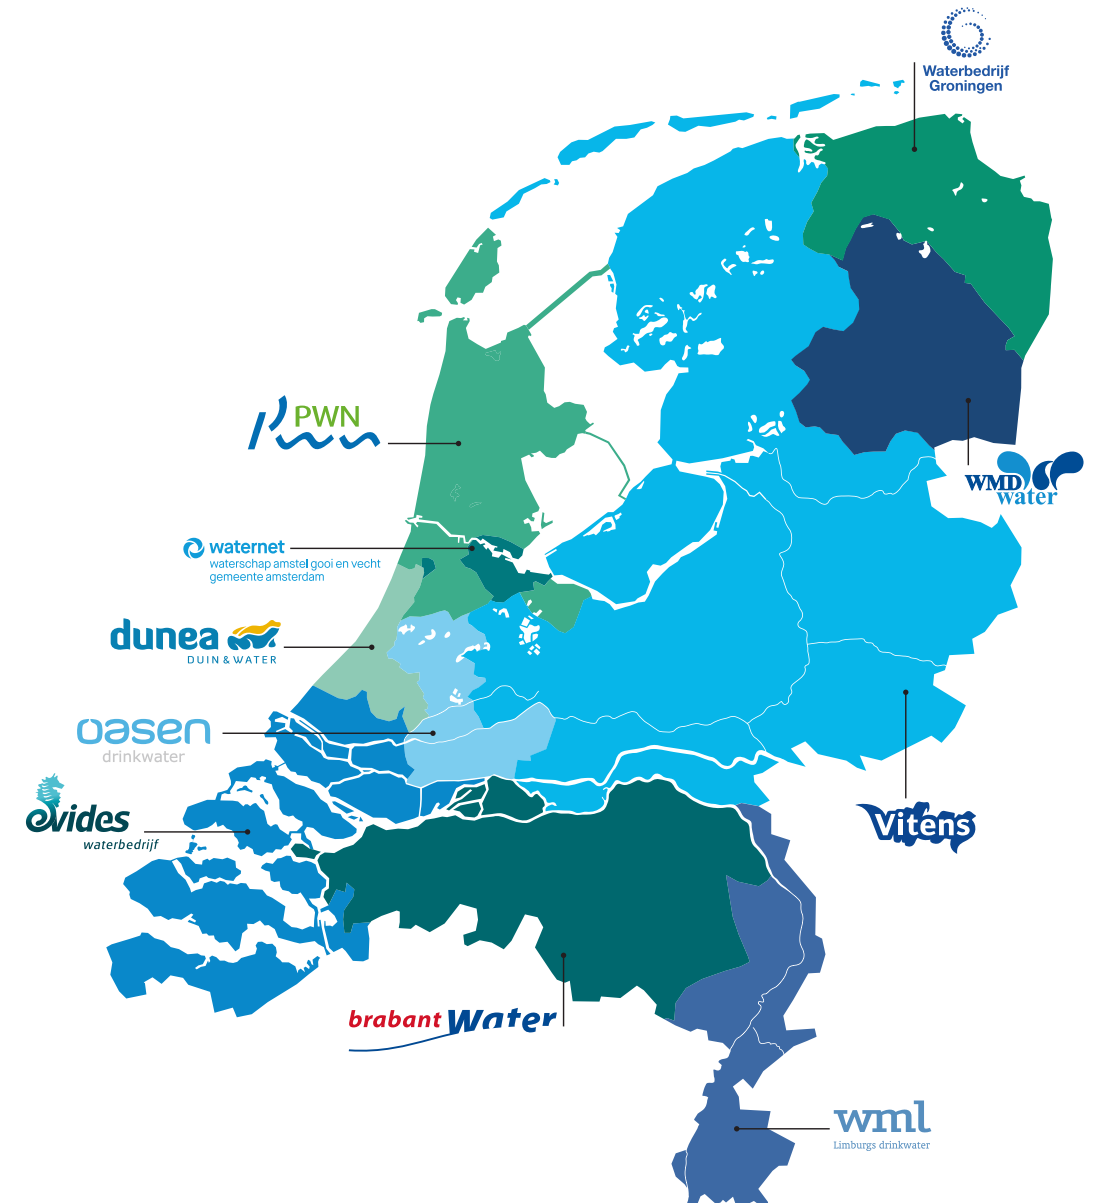 Waterbedrijf
Groningen
PWN
WMD
water
waternet
waterschap amstel gooi en vecht
gemeente amsterdam
dunea
DUIN & WATER
oasen
drinkwater
evides
waterbedrijf
Vitens
brabant Water
wml
Limburgs drinkwater